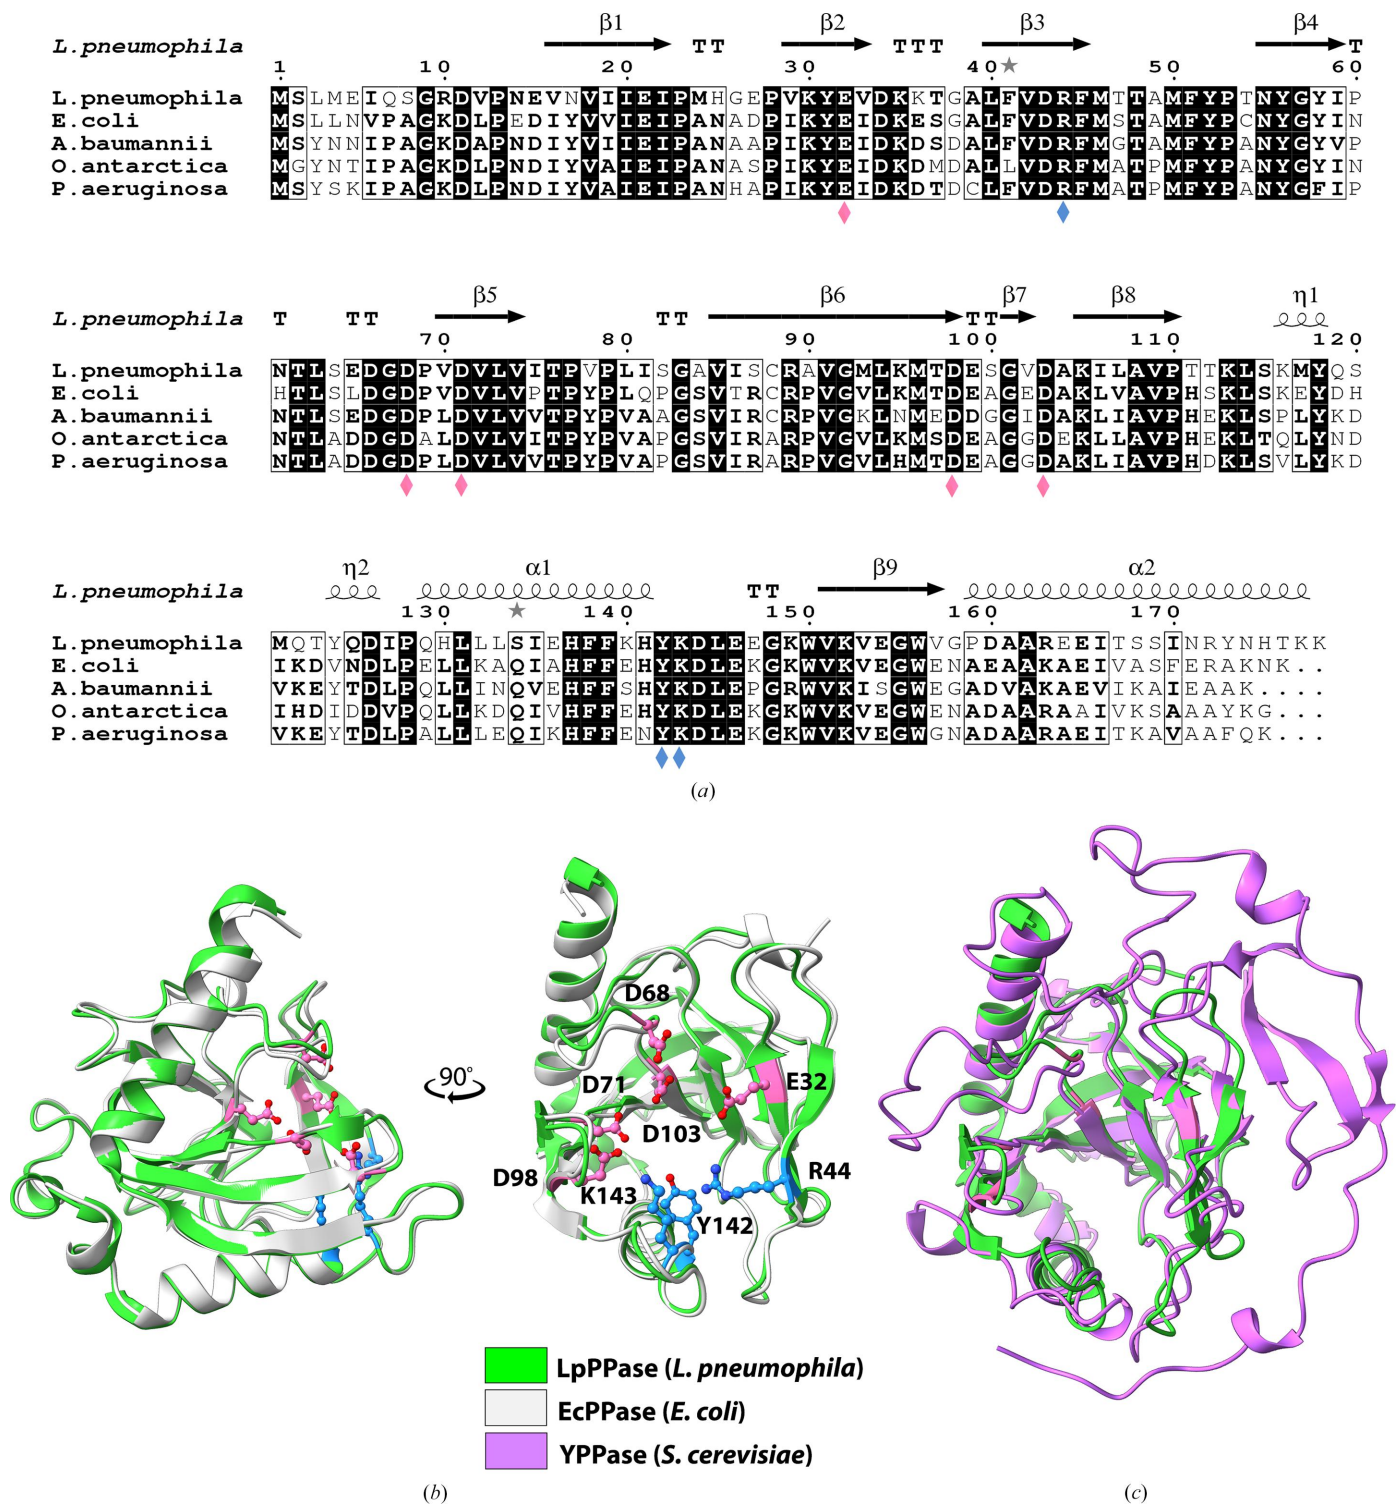 β1 β2 β3 β4
L.pneumophila TT TTT T
1 10 20 30 40 50 60
L.pneumophila MSLMEIQSGRDVPNEVNVIIEIPMHGEPVKYEVDKKTGALFVDRFMTTAMFYPTNYGYIP
E.coli MSLLNVPAGKDLPEDIYVVIEIPANADPIKYEIDKESGALFVDRFMSTAMFYPCNYGYIN
A.baumannii MSYNNIPAGKDAPNDIYVIIEIPANAAPIKYEIDKDSDALFVDRFMGTAMFYPANYGYVP
O.antarctica MGYNTIPAGKDLPNDIYVAIEIPANASPIKYEIDKDMDALLVDRFMATPMFYPANYGYIN
P.aeruginosa MSYSKIPAGKDLPNDIYVAIEIPANHAPIKYEIDKDTDCLFVDRFMATPMFYPANYGFIP
β5 β6 β7 β8 η1
L.pneumophila T TT TT TT
70 80 90 100 110 120
L.pneumophila NTLSEDGDPVDVLVITPVPLISGAVISCRAVGMLKMTDESGVDAKILAVPTTKLSKMYQS
E.coli HTLSLDGDPVDVLVPTPYPLQPGSVTRCRPVGVLKMTDEAGEDAKLVAVPHSKLSKEYDH
A.baumannii NTLSEDGDPLDVLVVTPYPVAAGSVIRCRPVGKLNMEDDGGIDAKLIAVPHEKLSPLYKD
O.antarctica NTLADDGDALDVLVITPYPVAPGSVIRARPVGVLKMSDEAGGDEKLLAVPHEKLTQLYND
P.aeruginosa NTLADDGDPLDVLVVTPYPVAPGSVIRARPVGVLHMTDEAGGDAKLIAVPHDKLSVLYKD
η2 α1 β9 α2
L.pneumophila TT
130 140 150 160 170
L.pneumophila MQTYQDIPQHLLLSIEHFFKHYKDLEEGKWVKVEGWVGPDAAREEITSSINRYNHTKK
E.coli IKDVNDLPELLKAQIAHFFEHYKDLEKGKWVKVEGWENAEAAKAEIVASFERAKNK..
A.baumannii VKEYTDLPQLLINQVEHFFSHYKDLEPGRWVKISGWEGADVAKAEVIKAIEAAK....
O.antarctica IHDIDDVPQLLKDQIVHFFEHYKDLEKGKWVKVEGWENADAARAAIVKSAAAYKG...
P.aeruginosa VKEYTDLPALLLEQIKHFFENYKDLEKGKWVKVEGWGNADAARAEITKAVAAFQK...
(a)
90°
D68
D71
E32
D103
D98
K143
R44
Y142
LpPPase (L. pneumophila)
EcPPase (E. coli)
YPPase (S. cerevisiae)
(b)
(c)